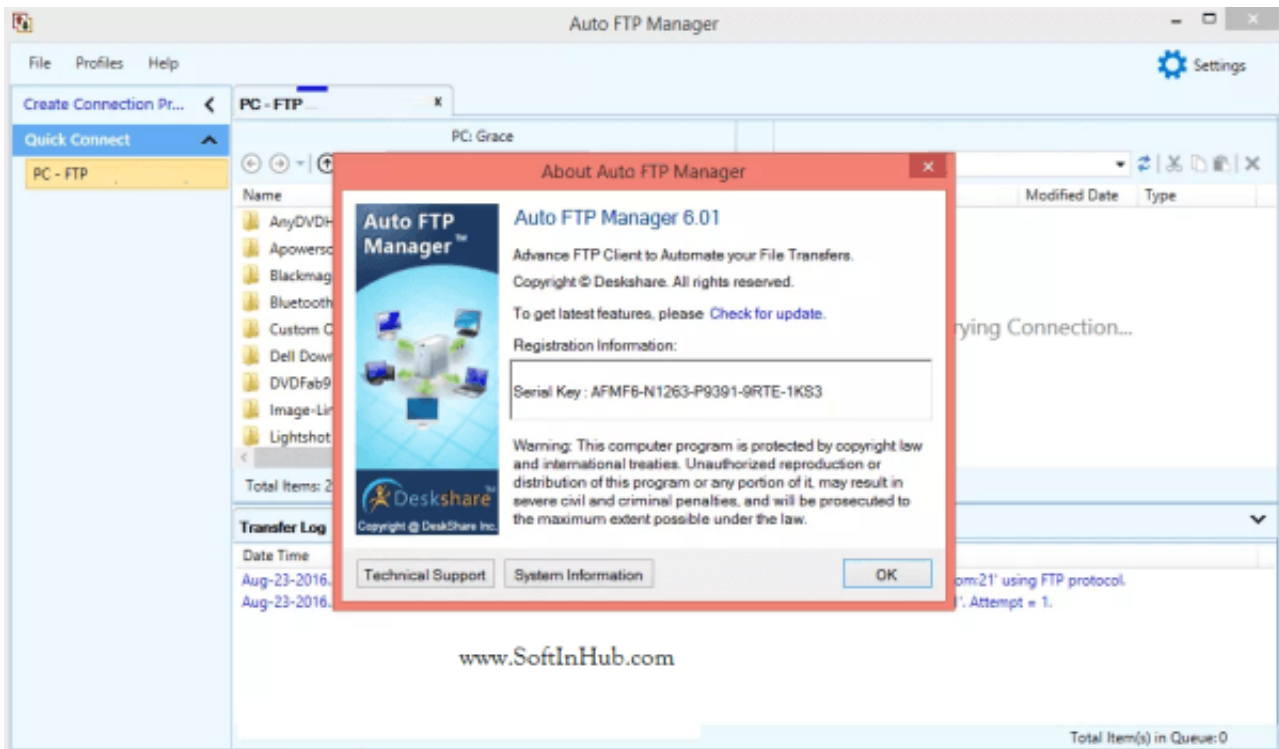 Auto FTP Manager
File Profiles Help
Settings
Create Connection Pr...
PC - FTP
Quick Connect
PC: Grace
PC - FTP
Name
Modified Date Type
AnyDVDH
Apowersc
Blackmag
Bluetooth
Custom C
Dell Down
DVDFab9
Image-Lin
Lightshot
Total Items: 2
rying Connection...
About Auto FTP Manager
Auto FTP
Manager™
Deskshare™
Copyright @ DeskShare Inc.
Auto FTP Manager 6.01
Advance FTP Client to Automate your File Transfers.
Copyright © Deskshare. All rights reserved.
To get latest features, please Check for update.
Registration Information:
Serial Key : AFMF6-N1263-P9391-9RTE-1KS3
Warning: This computer program is protected by copyright law
and international treaties. Unauthorized reproduction or
distribution of this program or any portion of it, may result in
severe civil and criminal penalties, and will be prosecuted to
the maximum extent possible under the law.
Technical Support
System Information
OK
Transfer Log
Date Time
Aug-23-2016. om:21' using FTP protocol.
Aug-23-2016. '. Attempt = 1.
www.SoftInHub.com
Total Item(s) in Queue: 0